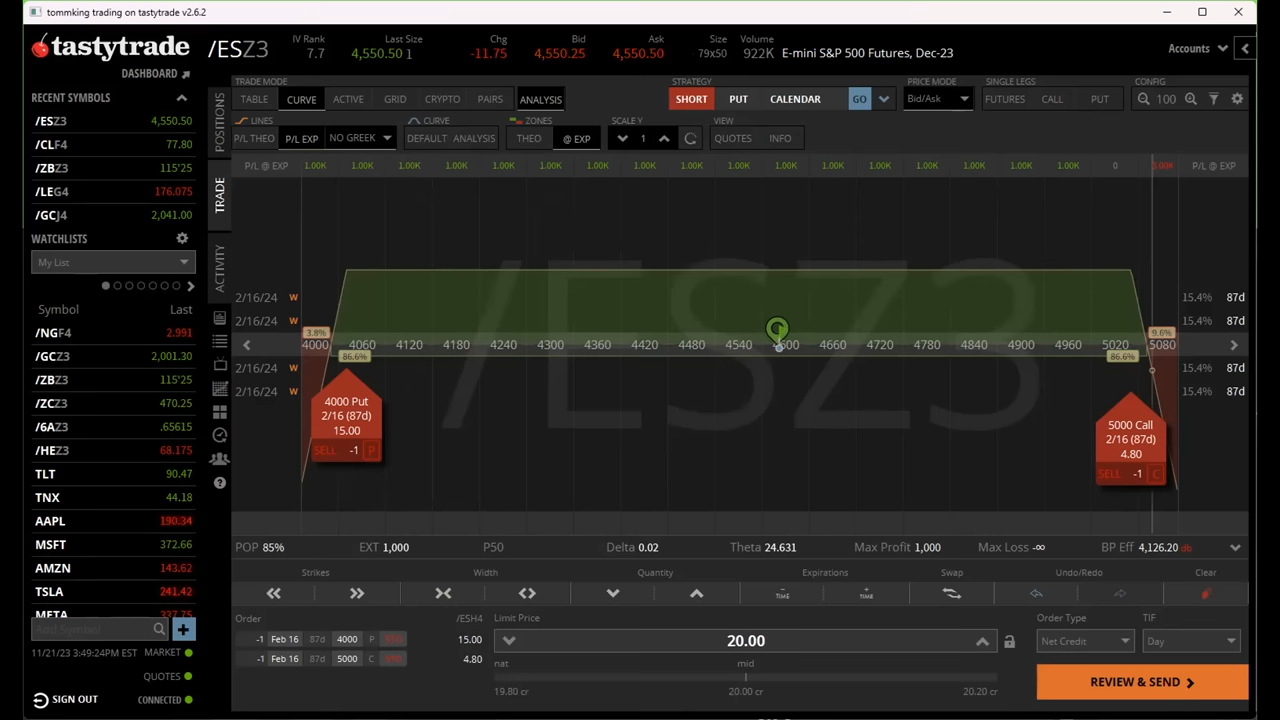 tommking trading on tastytrade v2.6.2
tastytrade
DASHBOARD
/ESZ3
IV Rank
7.7
Last Size
4,550.50 1
Chg
-11.75
Bid
4,550.25
Ask
4,550.50
Size
79x50
Volume
922K
E-mini S&P 500 Futures, Dec-23
Accounts
RECENT SYMBOLS
/ESZ3 4,550.50
/CLF4 77.80
/ZBZ3 115'25
/LEG4 176.075
/GCJ4 2,041.00
WATCHLISTS
My List
Symbol Last
/NGF4 2.991
/GCZ3 2,001.30
/ZBZ3 115'25
/ZCZ3 470.25
/6AZ3 .65615
/HEZ3 68.175
TLT 90.47
TNX 44.18
AAPL 190.34
MSFT 372.66
AMZN 143.62
TSLA 241.42
META 337.75
Add Symbol
11/21/23 3:49:24PM EST MARKET
QUOTES
SIGN OUT CONNECTED
POSITIONS
TRADE
ACTIVITY
TRADE MODE
TABLE CURVE ACTIVE GRID CRYPTO PAIRS ANALYSIS
STRATEGY
SHORT PUT CALENDAR GO
PRICE MODE
Bid/Ask
SINGLE LEGS
FUTURES CALL PUT
CONFIG
100
LINES
P/L THEO P/L EXP NO GREEK
CURVE
DEFAULT ANALYSIS
ZONES
THEO @ EXP
SCALE Y
1
VIEW
QUOTES INFO
P/L @ EXP 1.00K 1.00K 1.00K 1.00K 1.00K 1.00K 1.00K 1.00K 1.00K 1.00K 1.00K 1.00K 1.00K 1.00K 1.00K 1.00K 1.00K 0 P/L @ EXP
/ESZ3
2/16/24 W 15.4% 87d
2/16/24 W 15.4% 87d
3.8% 9.6%
4000 4060 4120 4180 4240 4300 4360 4420 4480 4540 4600 4660 4720 4780 4840 4900 4960 5020 5080
86.6% 86.6%
2/16/24 W 15.4% 87d
2/16/24 W 15.4% 87d
4000 Put
2/16 (87d)
15.00
SELL -1 P
5000 Call
2/16 (87d)
4.80
SELL -1 C
POP 85% EXT 1,000 P50 Delta 0.02 Theta 24.631 Max Profit 1,000 Max Loss -∞ BP Eff 4,126.20 db
Strikes Width Quantity Expirations Swap Undo/Redo Clear
TIME TIME
Order /ESH4
-1 Feb 16 87d 4000 P 15.00
-1 Feb 16 87d 5000 C 4.80
Limit Price
20.00
nat mid
19.80 cr 20.00 cr 20.20 cr
Order Type
Net Credit
TIF
Day
REVIEW & SEND